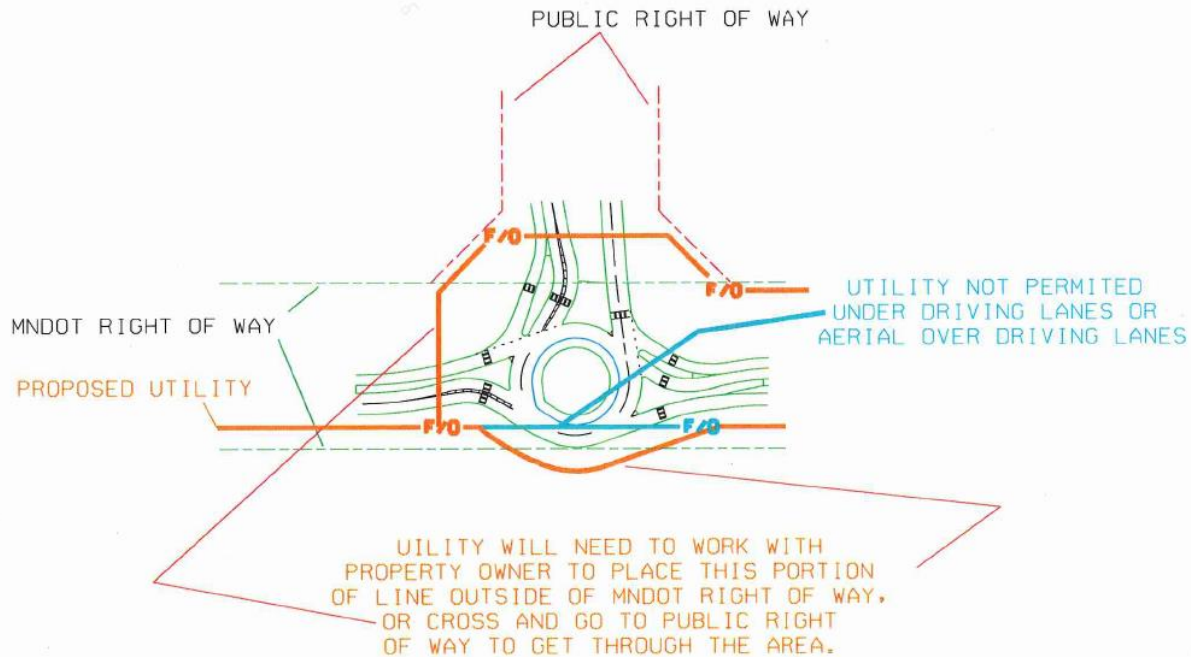 PUBLIC RIGHT OF WAY
F/O
F/O
UTILITY NOT PERMITED
UNDER DRIVING LANES OR
AERIAL OVER DRIVING LANES
MNDOT RIGHT OF WAY
PROPOSED UTILITY
F/O
F/O
UILITY WILL NEED TO WORK WITH
PROPERTY OWNER TO PLACE THIS PORTION
OF LINE OUTSIDE OF MNDOT RIGHT OF WAY,
OR CROSS AND GO TO PUBLIC RIGHT
OF WAY TO GET THROUGH THE AREA.